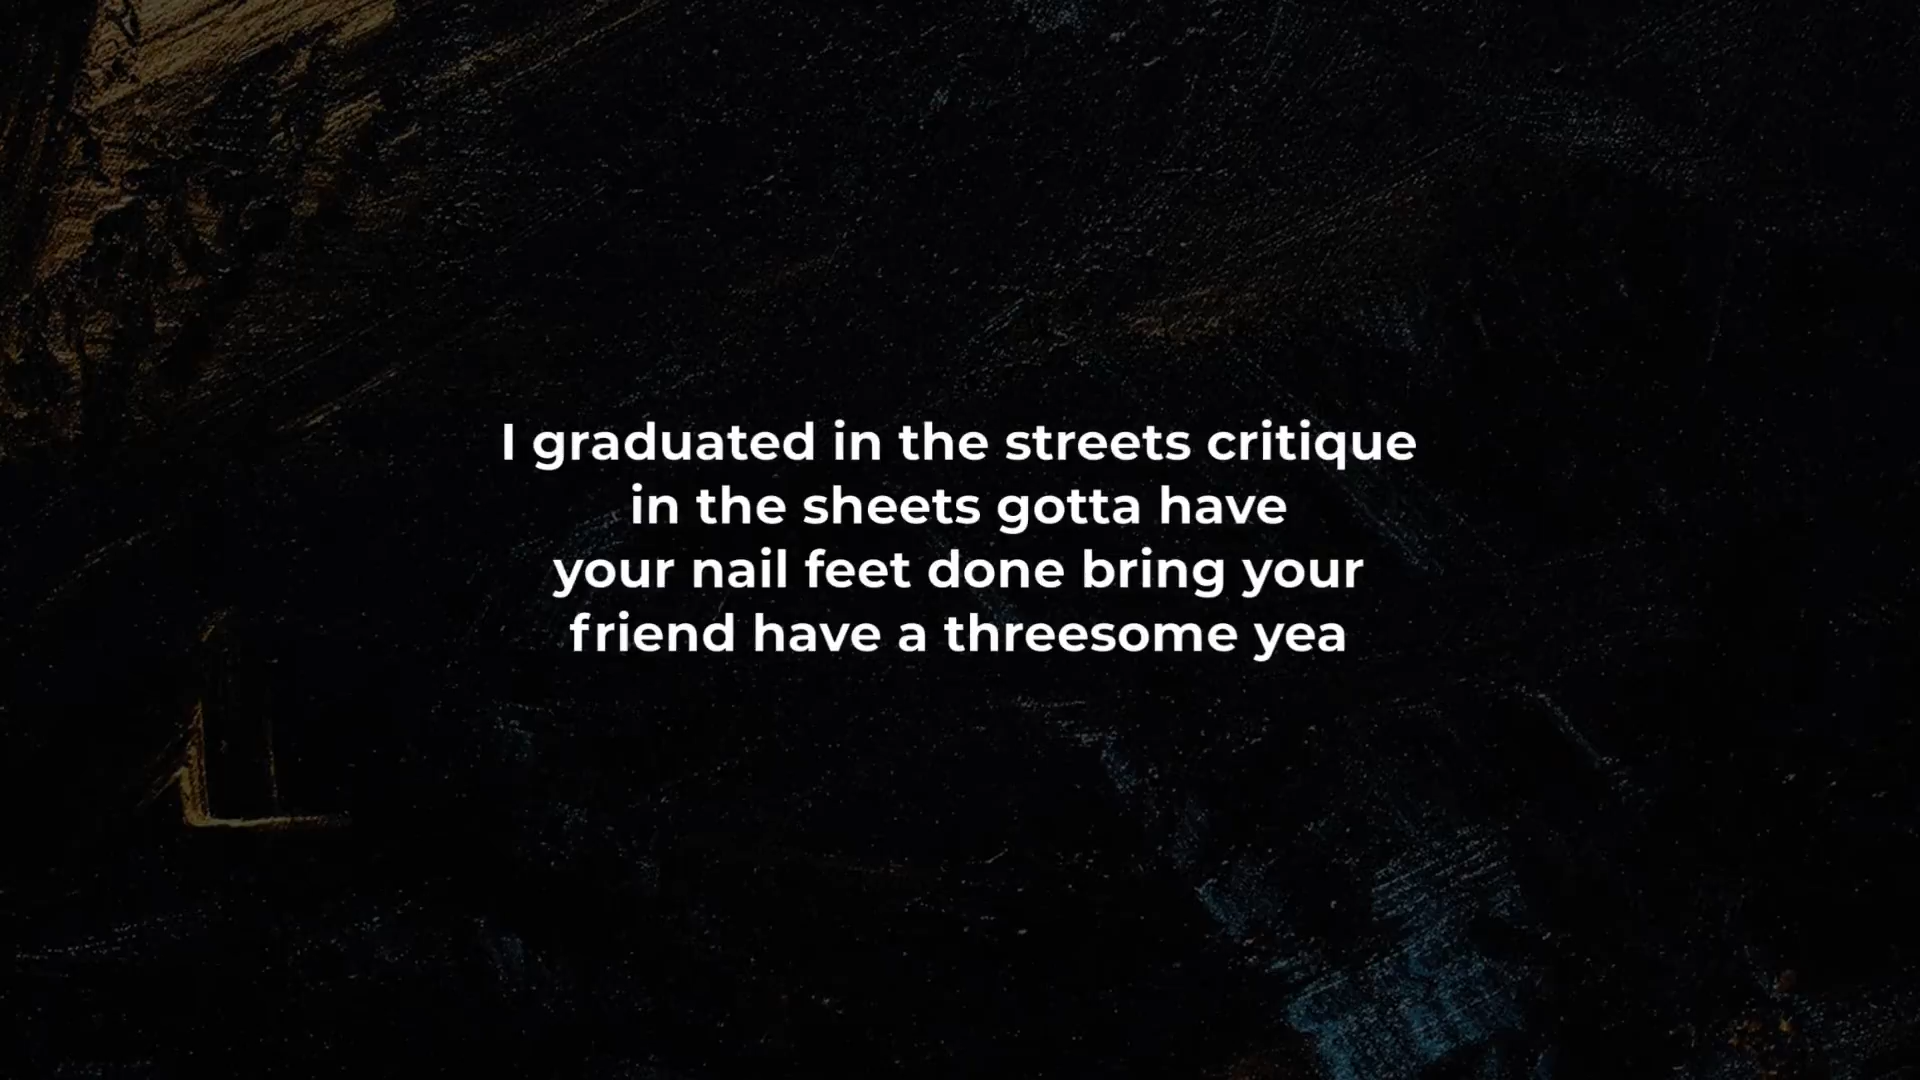 I graduated in the streets critique
in the sheets gotta have
your nail feet done bring your
friend have a threesome yea